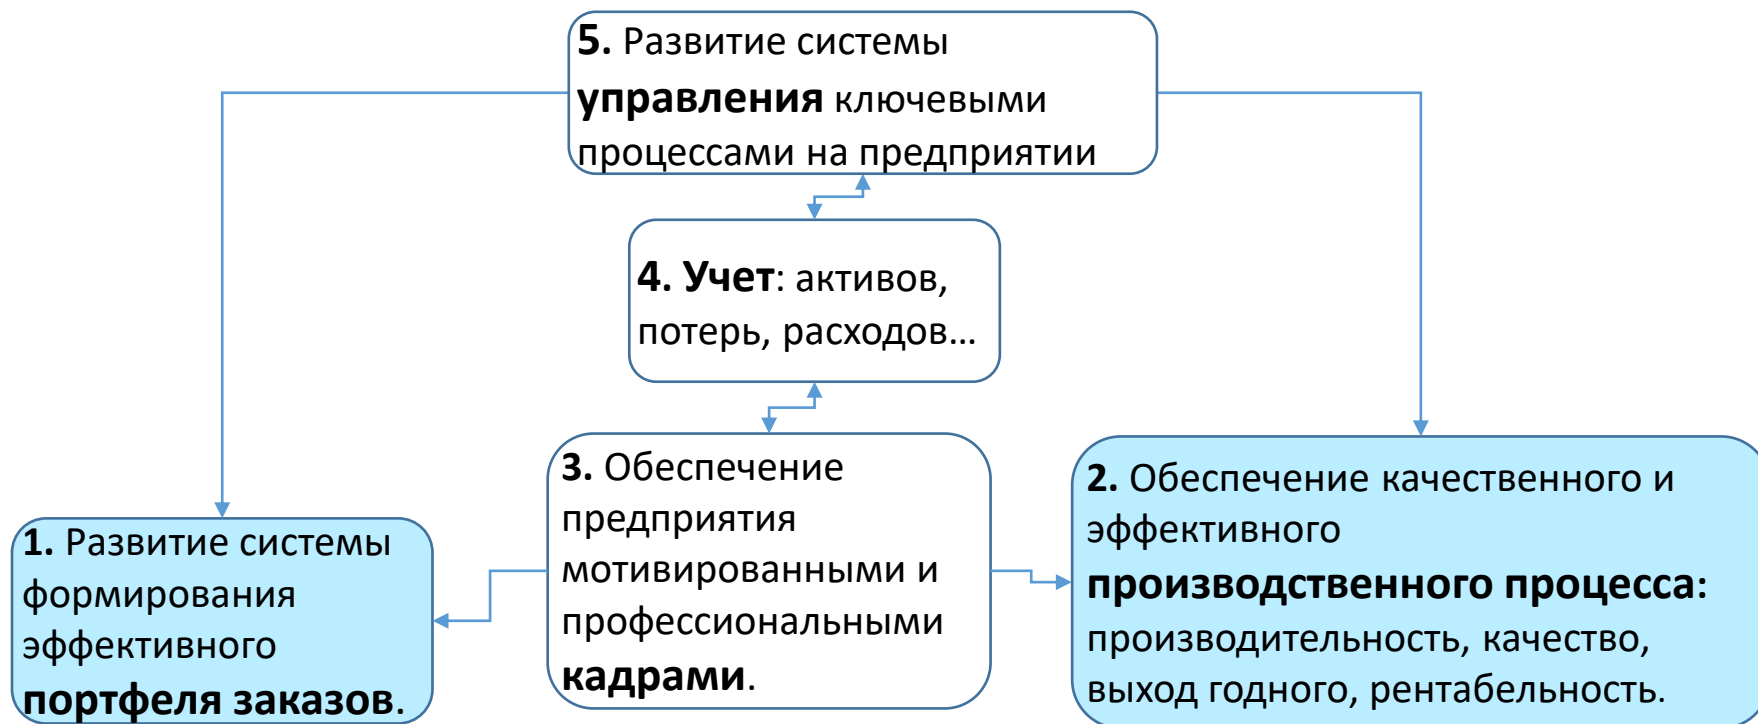 5. Развитие системы
управления ключевыми
процессами на предприятии
4. Учет: активов,
потерь, расходов...
3. Обеспечение
предприятия
мотивированными и
профессиональными
кадрами.
1. Развитие системы
формирования
эффективного
портфеля заказов.
2. Обеспечение качественного и
эффективного
производственного процесса:
производительность, качество,
выход годного, рентабельность.